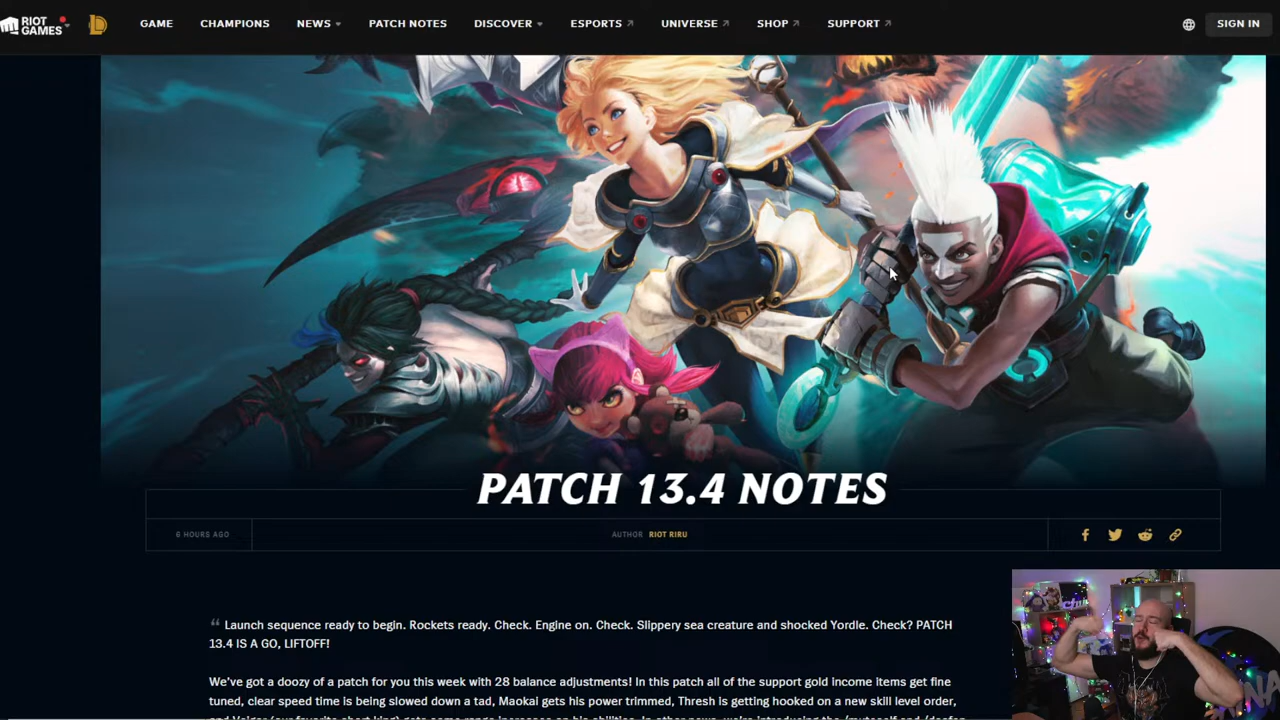 RIOT GAMES GAME CHAMPIONS NEWS PATCH NOTES DISCOVER ESPORTS UNIVERSE SHOP SUPPORT SIGN IN
PATCH 13.4 NOTES
6 HOURS AGO AUTHOR RIOT RIRU
“ Launch sequence ready to begin. Rockets ready. Check. Engine on. Check. Slippery sea creature and shocked Yordle. Check? PATCH
13.4 IS A GO, LIFTOFF!
We've got a doozy of a patch for you this week with 28 balance adjustments! In this patch all of the support gold income items get fine
tuned, clear speed time is being slowed down a tad, Maokai gets his power trimmed, Thresh is getting hooked on a new skill level order,